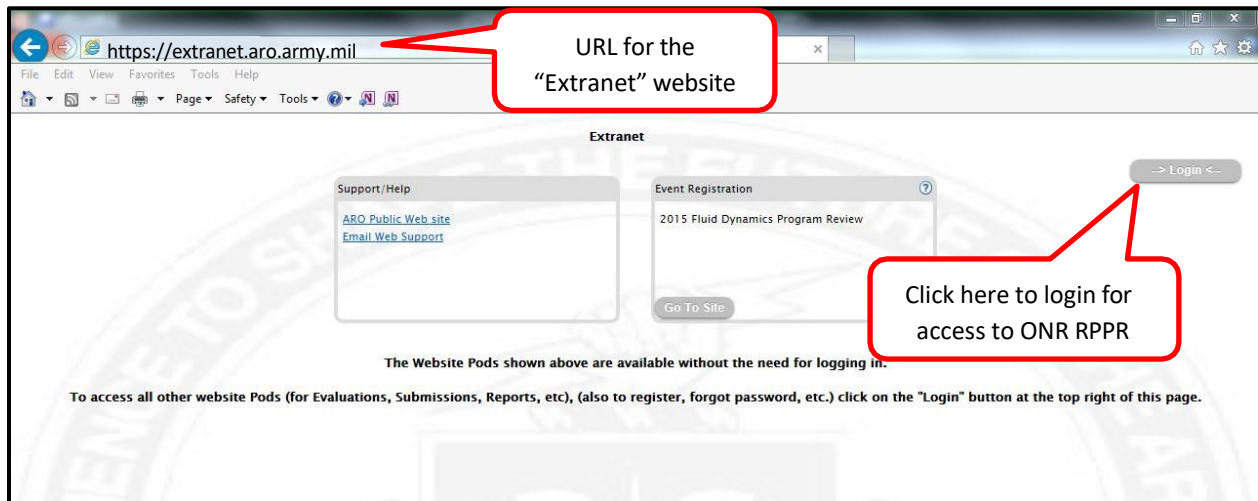 https://extranet.aro.army.mil
URL for the
“Extranet” website
File Edit View Favorites Tools Help
Page Safety Tools
Extranet
--> Login <--
Support/Help
ARO Public Web site
Email Web Support
Event Registration
2015 Fluid Dynamics Program Review
Go To Site
Click here to login for
access to ONR RPPR
The Website Pods shown above are available without the need for logging in.
To access all other website Pods (for Evaluations, Submissions, Reports, etc), (also to register, forgot password, etc.) click on the "Login" button at the top right of this page.